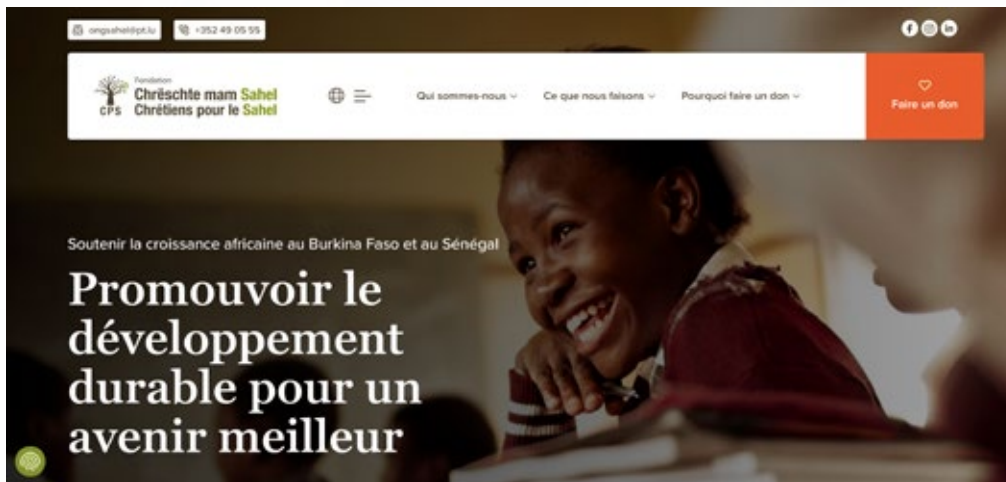 ongsahel@pt.lu
+352 49 05 55
Fondation
Chrëschte mam Sahel
Chrétiens pour le Sahel
CPS
Qui sommes-nous
Ce que nous faisons
Pourquoi faire un don
Faire un don
Soutenir la croissance africaine au Burkina Faso et au Sénégal
Promouvoir le
développement
durable pour un
avenir meilleur